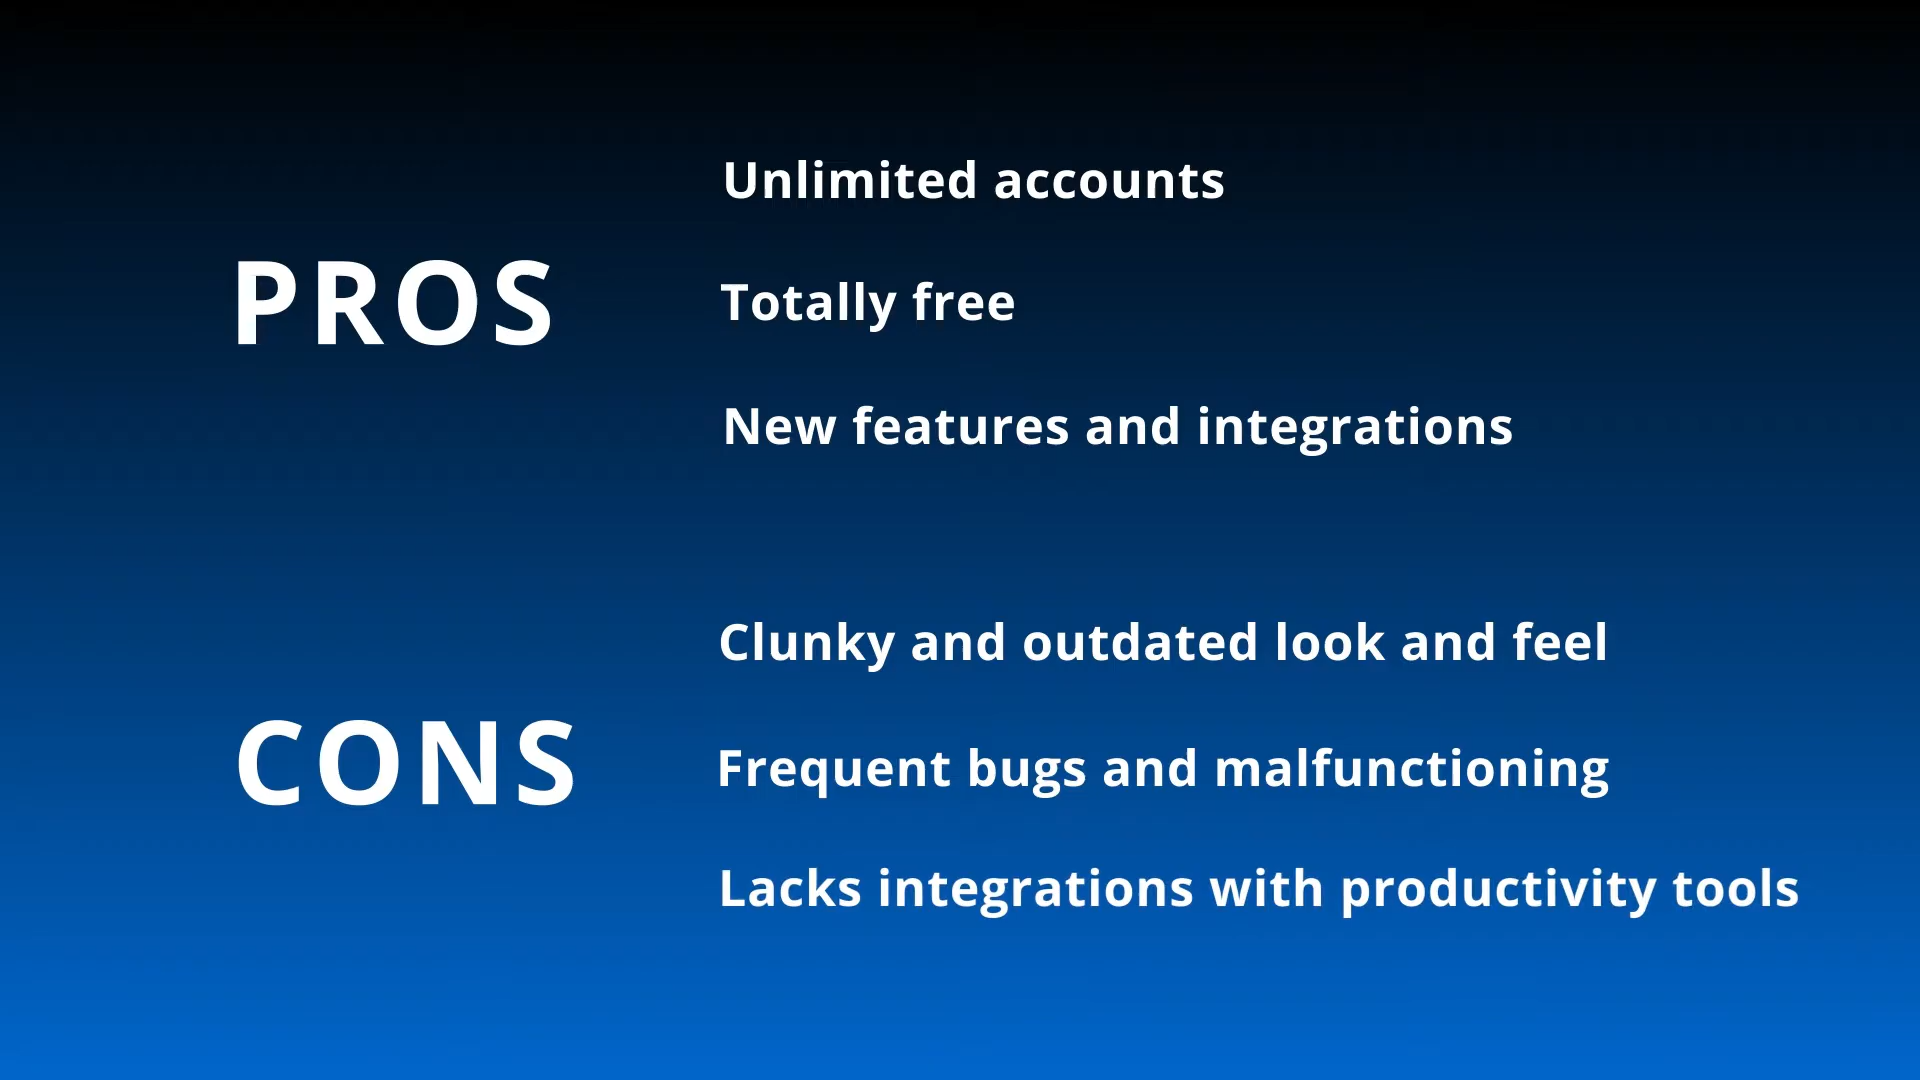 PROS
Unlimited accounts
Totally free
New features and integrations
CONS
Clunky and outdated look and feel
Frequent bugs and malfunctioning
Lacks integrations with productivity tools